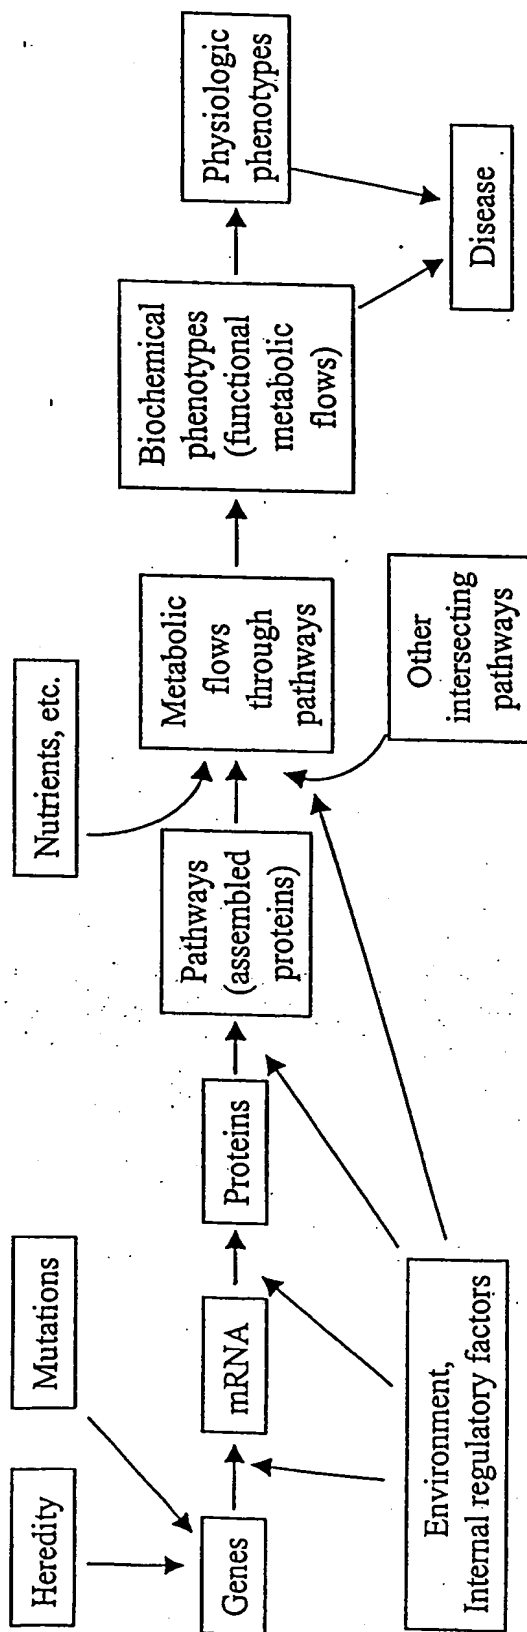 Heredity
Mutations
Nutrients, etc.
Genes
mRNA
Proteins
Pathways
(assembled
proteins)
Metabolic
flows
through
pathways
Biochemical
phenotypes
(functional
metabolic
flows)
Physiologic
phenotypes
Environment,
Internal regulatory factors
Other
intersecting
pathways
Disease